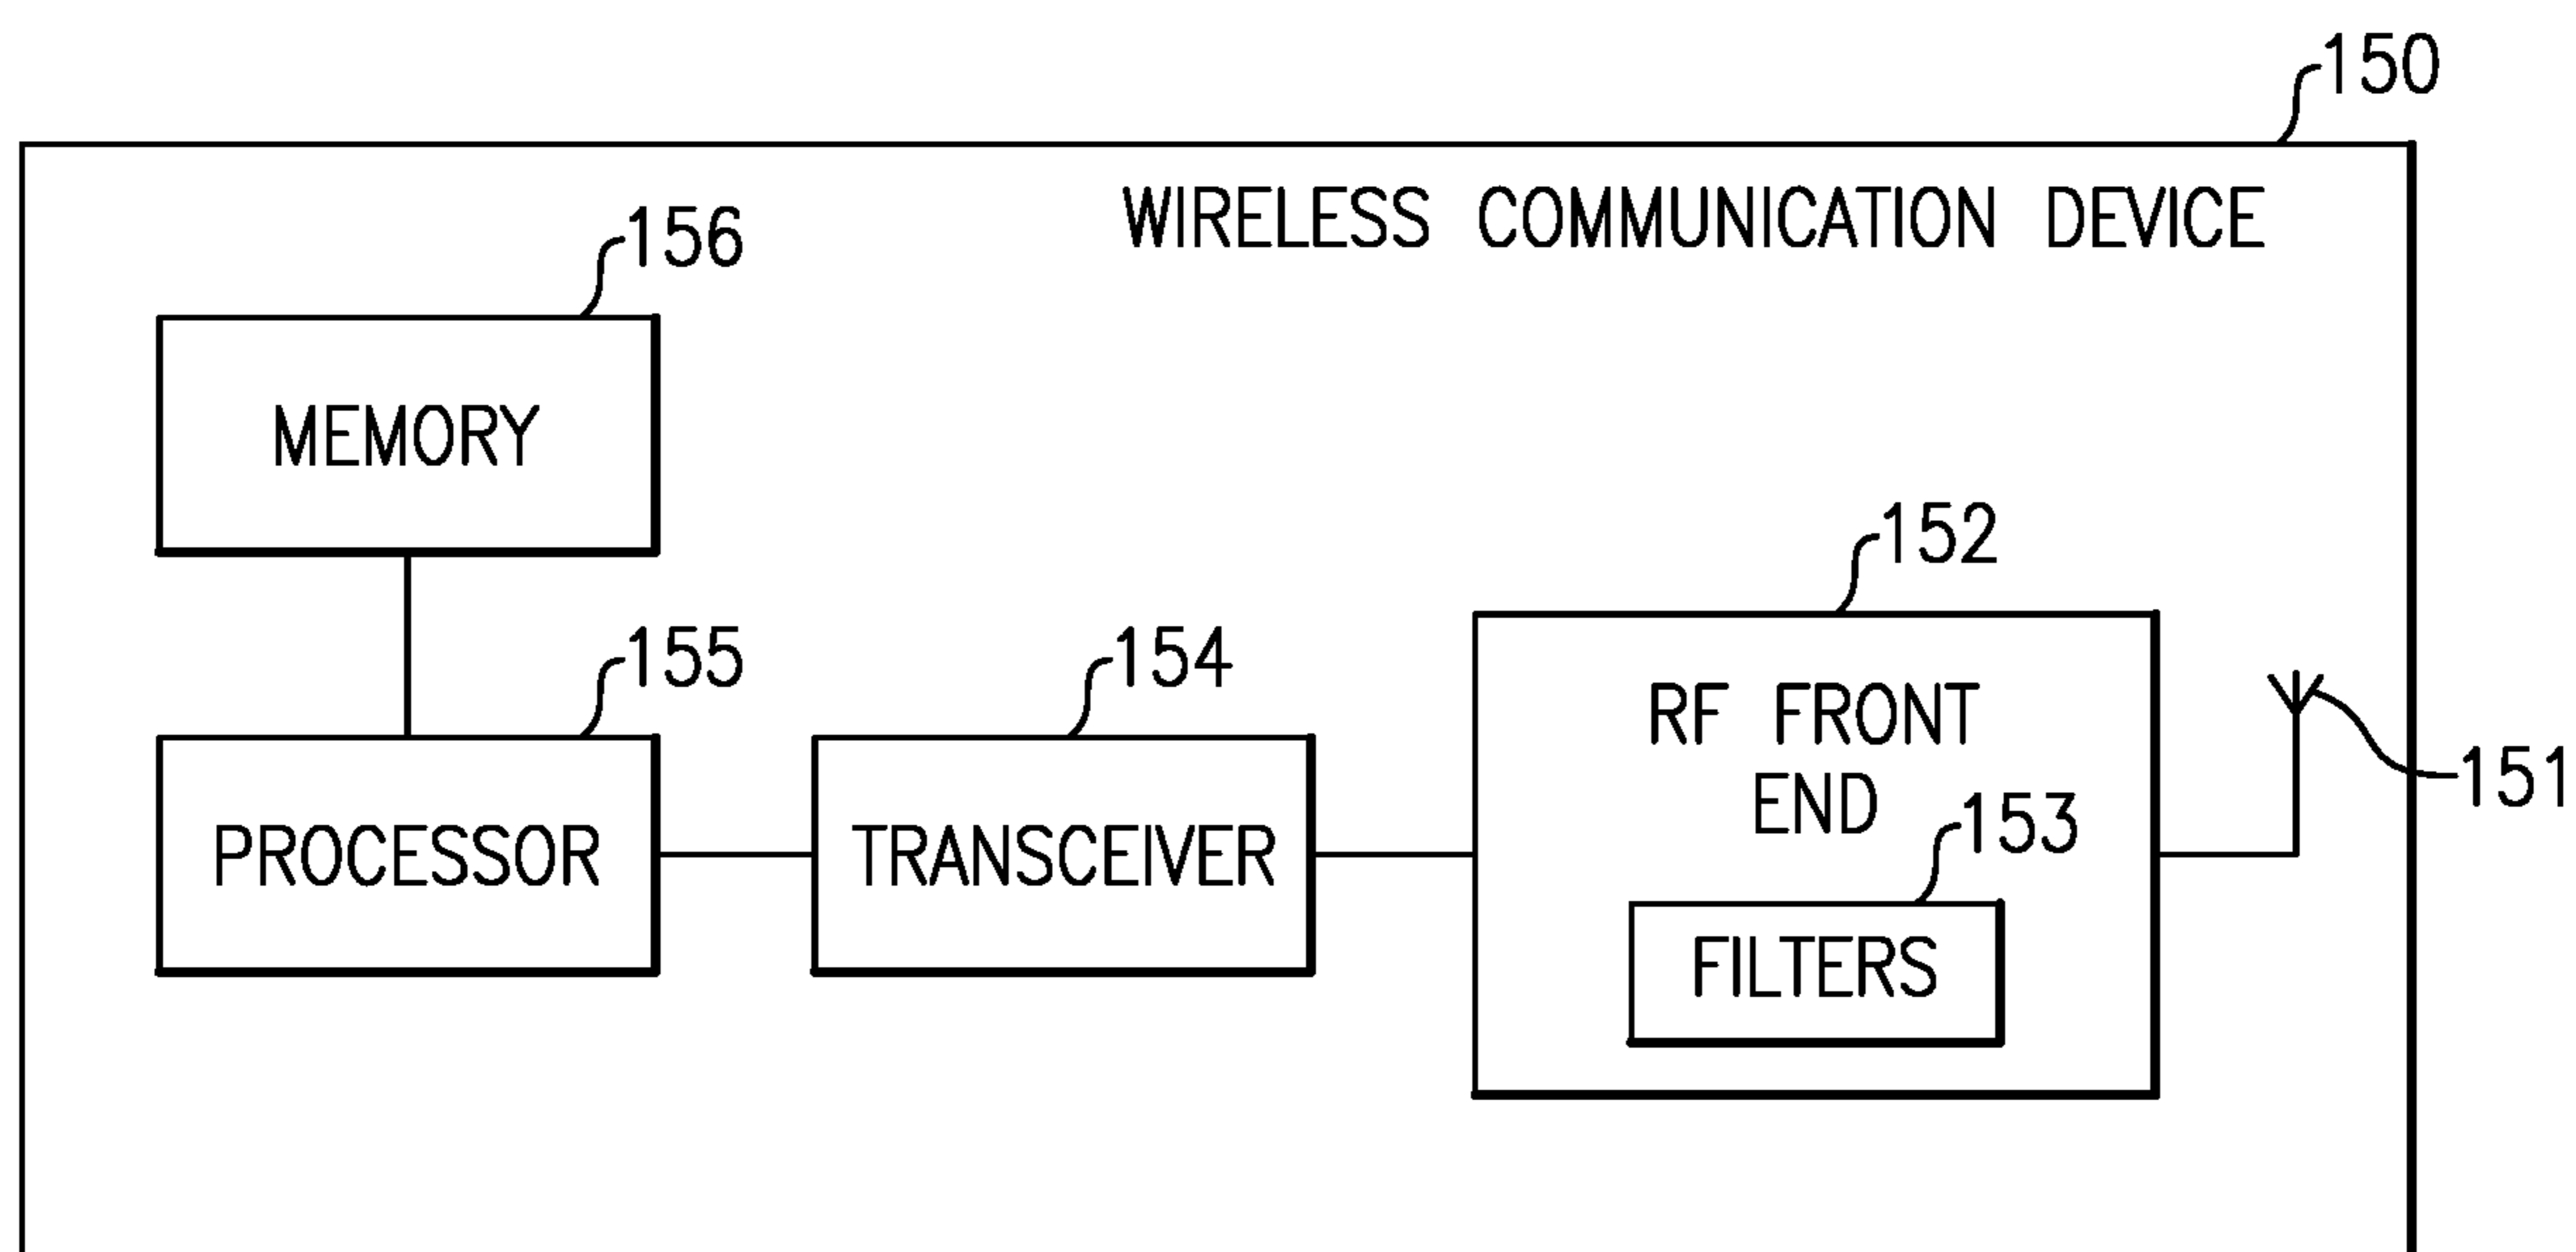 150
WIRELESS COMMUNICATION DEVICE
156
MEMORY
152
155
154
RF FRONT
END
151
153
PROCESSOR
TRANSCEIVER
FILTERS